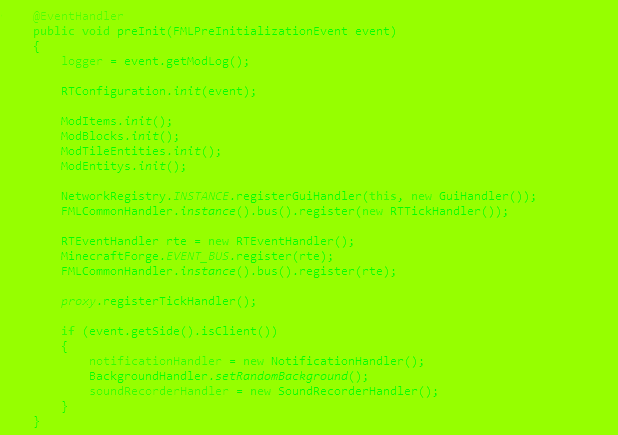 @EventHandler
public void preInit(FMLPreInitializationEvent event)
{
logger = event.getModLog();
RTConfiguration.init(event);
ModItems.init();
ModBlocks.init();
ModTileEntities.init();
ModEntitys.init();
NetworkRegistry.INSTANCE.registerGuiHandler(this, new GuiHandler());
FMLCommonHandler.instance().bus().register(new RTTickHandler());
RTEventHandler rte = new RTEventHandler();
MinecraftForge.EVENT_BUS.register(rte);
FMLCommonHandler.instance().bus().register(rte);
proxy.registerTickHandler();
if (event.getSide().isClient())
{
notificationHandler = new NotificationHandler();
BackgroundHandler.setRandomBackground();
soundRecorderHandler = new SoundRecorderHandler();
}
}